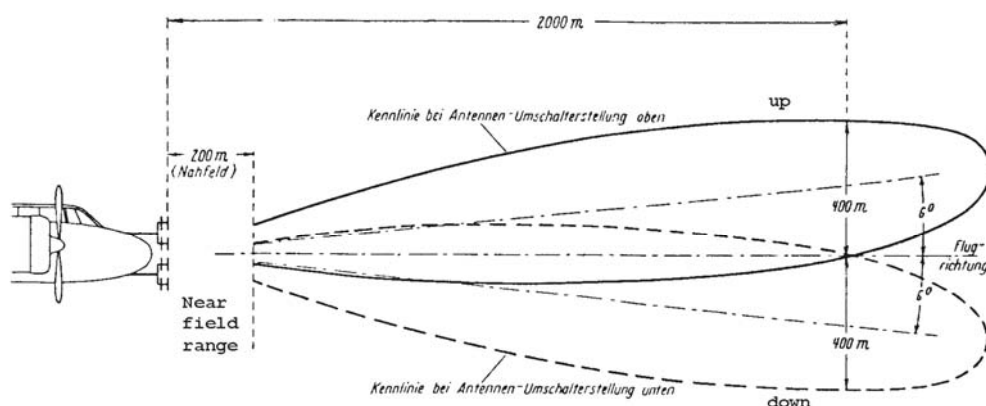 2000 m.
up
Kennlinie bei Antennen-Umschalterstellung oben
200 m.
(Nahfeld)
400 m.
6°
Flug-
richtung
Near
field
range
6°
400 m.
Kennlinie bei Antennen-Umschalterstellung unten
down